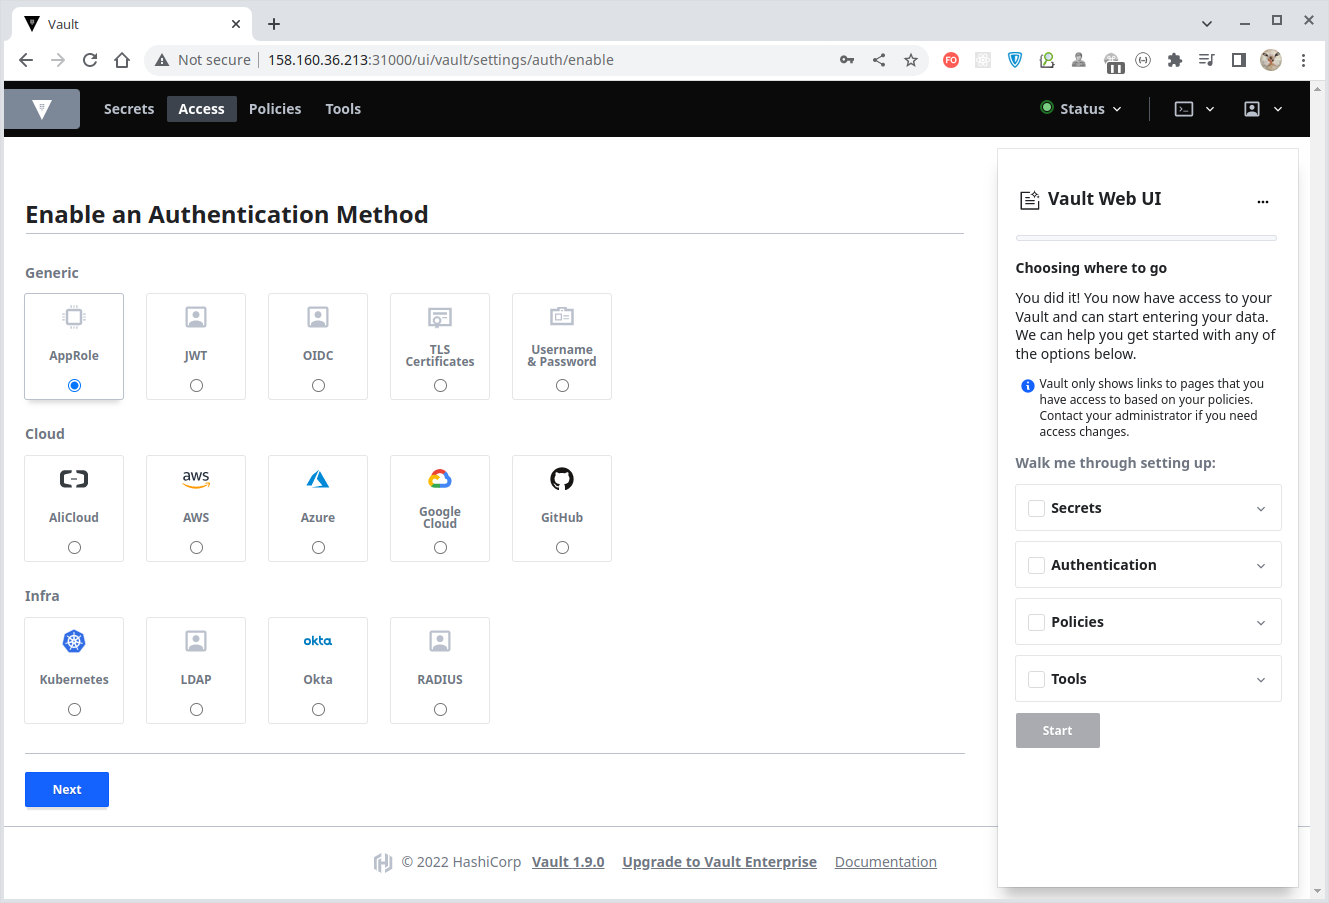 Vault
Not secure
158.160.36.213:31000/ui/vault/settings/auth/enable
FO
Secrets
Access
Policies
Tools
Status
Enable an Authentication Method
Generic
AppRole
JWT
OIDC
TLS
Certificates
Username
& Password
Cloud
AliCloud
aws
AWS
Azure
Google
Cloud
GitHub
Infra
Kubernetes
LDAP
okta
Okta
RADIUS
Next
Vault Web UI
Choosing where to go
You did it! You now have access to your
Vault and can start entering your data.
We can help you get started with any of
the options below.
Vault only shows links to pages that you
have access to based on your policies.
Contact your administrator if you need
access changes.
Walk me through setting up:
Secrets
Authentication
Policies
Tools
Start
© 2022 HashiCorp
Vault 1.9.0
Upgrade to Vault Enterprise
Documentation